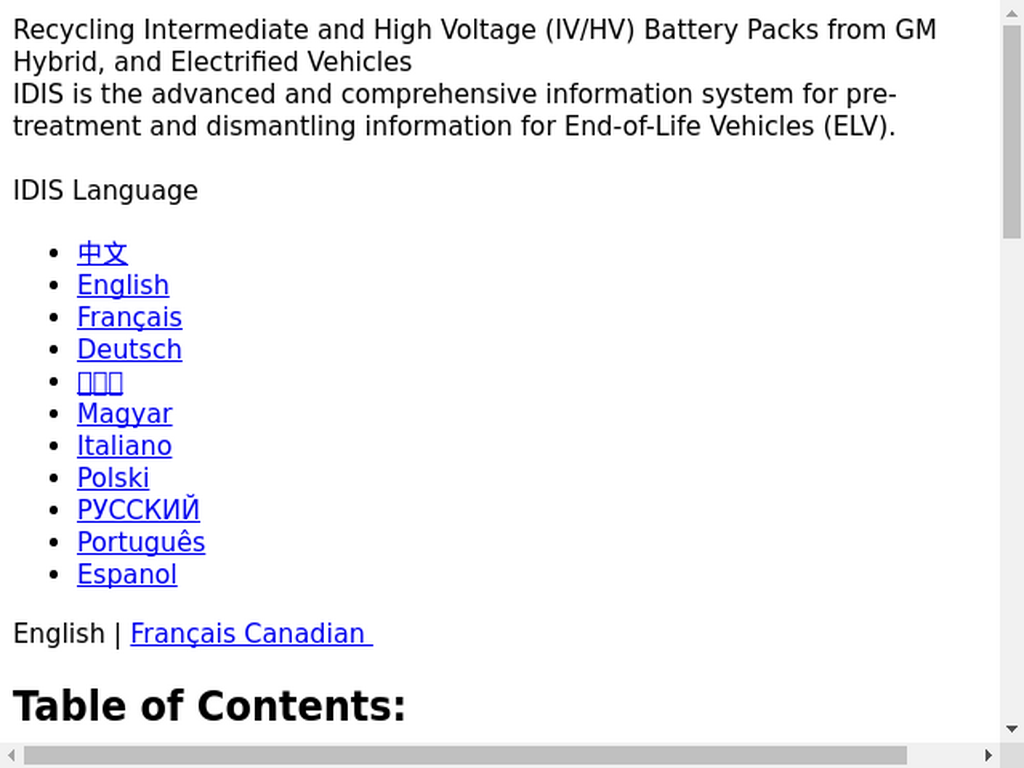 Recycling Intermediate and High Voltage (IV/HV) Battery Packs from GM
Hybrid, and Electrified Vehicles
IDIS is the advanced and comprehensive information system for pre-
treatment and dismantling information for End-of-Life Vehicles (ELV).
IDIS Language
中文
English
Français
Deutsch
Magyar
Italiano
Polski
РУССКИЙ
Português
Espanol
English | Français Canadian
Table of Contents: